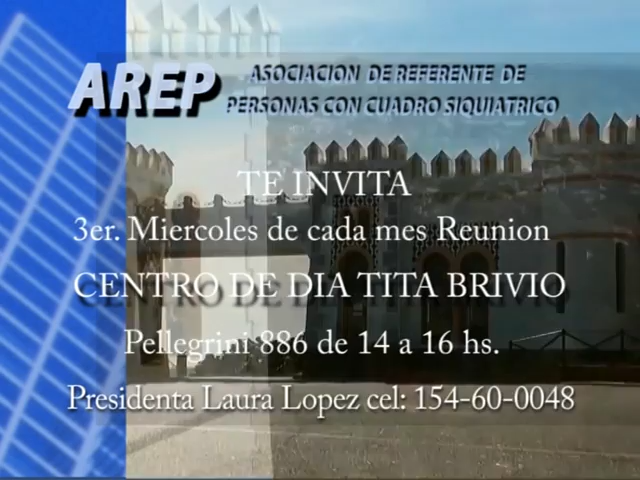 AREP
ASOCIACION DE REFERENTE DE
PERSONAS CON CUADRO SIQUIATRICO
TE INVITA
3er. Miercoles de cada mes Reunion
CENTRO DE DIA TITA BRIVIO
Pellegrini 886 de 14 a 16 hs.
Presidenta Laura Lopez cel: 154-60-0048